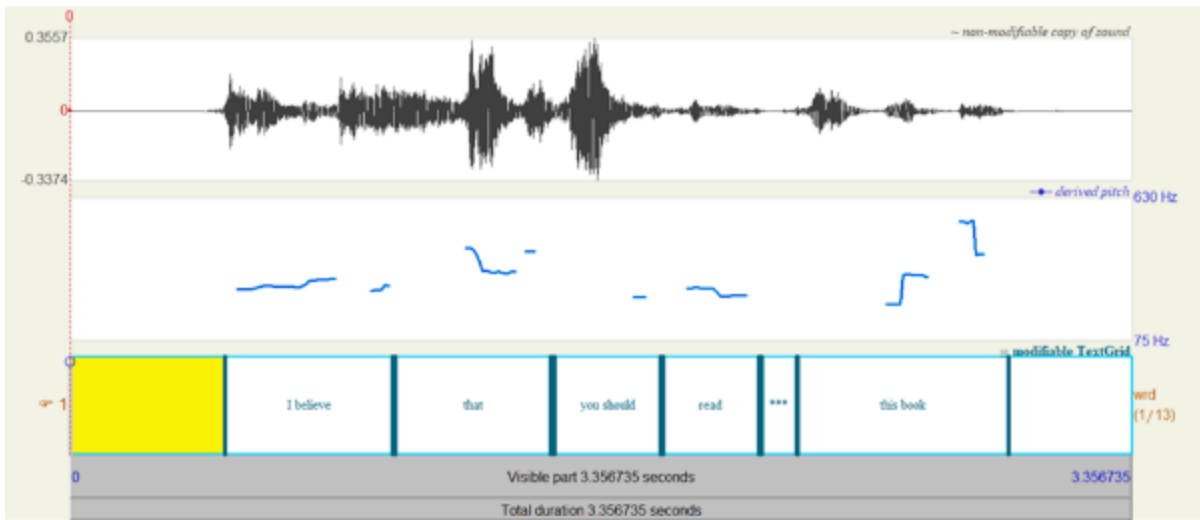 0
0.3557
~ non-modifiable copy of sound
0
-0.3374
derived pitch
630 Hz
75 Hz
modifiable TextGrid
1
I believe
that
you should
read
***
this book
wrd
(1/13)
0
Visible part 3.356735 seconds
3.356735
Total duration 3.356735 seconds